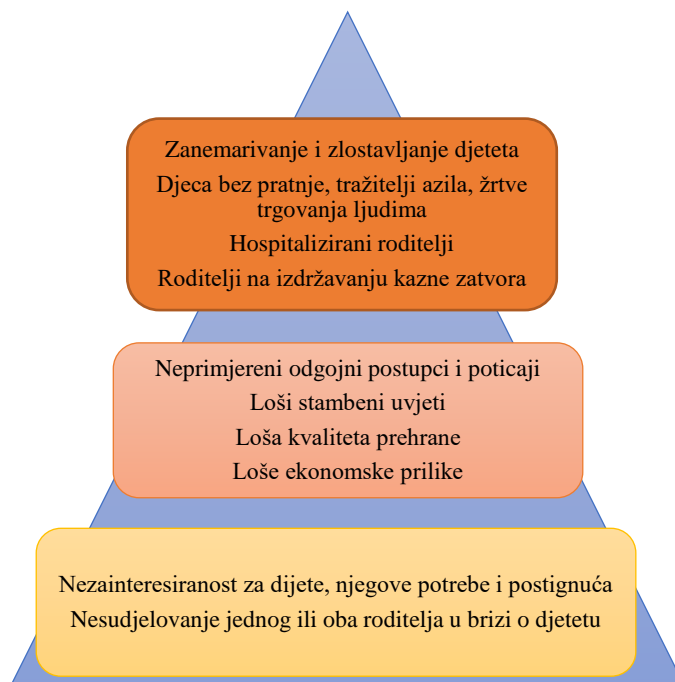 Zanemarivanje i zlostavljanje djeteta
Djeca bez pratnje, tražitelji azila, žrtve
trgovanja ljudima
Hospitalizirani roditelji
Roditelji na izdržavanju kazne zatvora
Neprimjereni odgojni postupci i poticaji
Loši stambeni uvjeti
Loša kvaliteta prehrane
Loše ekonomske prilike
Nezainteresiranost za dijete, njegove potrebe i postignuća
Nesudjelovanje jednog ili oba roditelja u brizi o djetetu